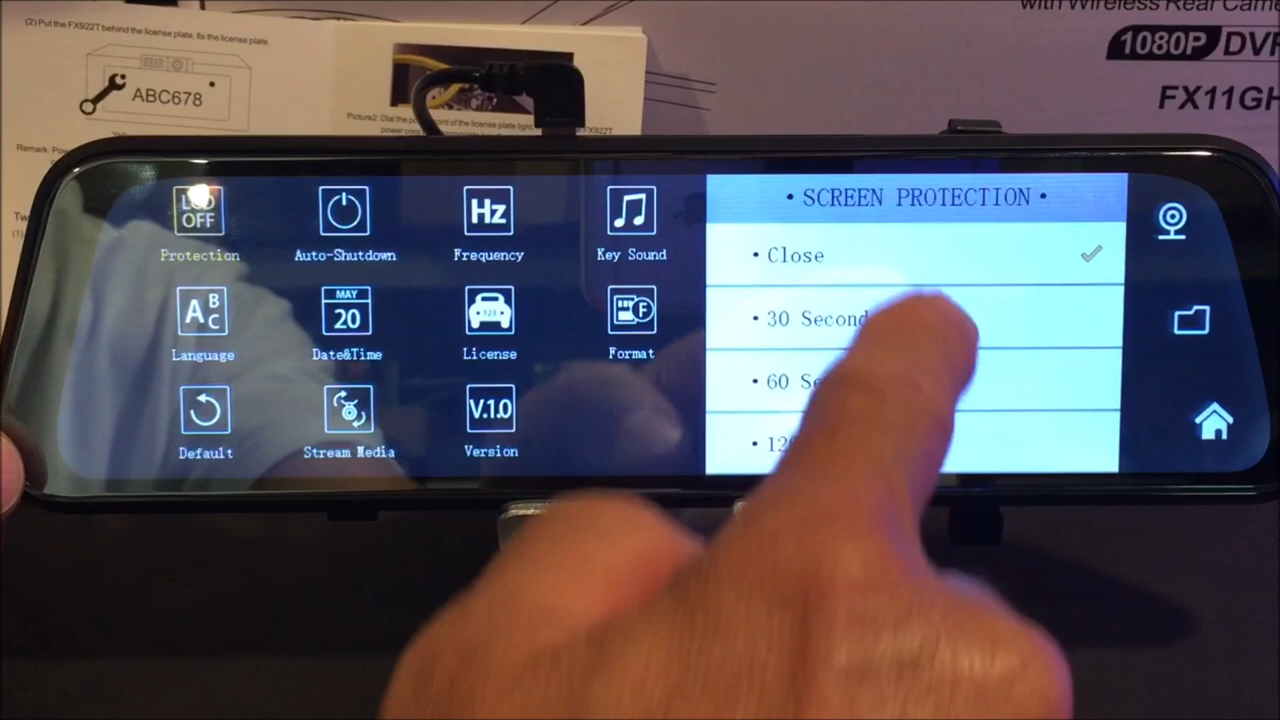 (2) Put the FX922T behind the license plate, fix the license plate.
ABC678
Picture2: Dial the
cord of the license plate light,
power cord
FX922T
Remark:
with Wireless Rear
1080P DVR
FX11GH
LCD
OFF
Protection
Auto-Shutdown
Hz
Frequency
Key Sound
A B C
Language
MAY
20
Date&Time
123
License
F
Format
Default
Stream Media
V.1.0
Version
• SCREEN PROTECTION •
• Close
• 30 Second
• 60 Se
• 12